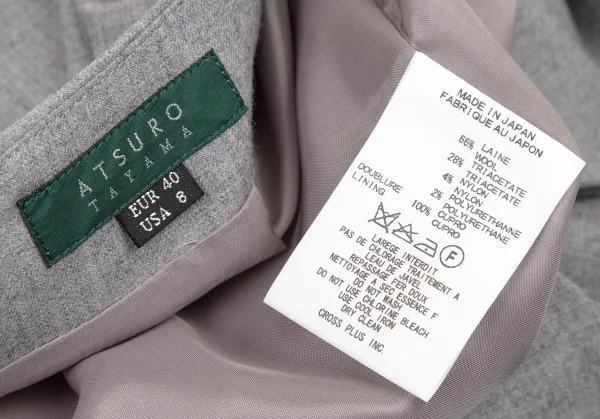 ATSURO
TAYAMA
EUR 40
USA 8
MADE IN JAPAN
FABRIQUE AU JAPON
66% LAINE
WOOL
28% TRIACETATE
TRIACETATE
4% NYLON
NYLON
2% POLYURETHANNE
POLYURETHANE
DOUBLURE 100% CUPRO
LINING CUPRO
F
LAREGE INTERDIT
PAS DE CHLORAGE TRAITEMENT A
LEAU DE JAVEL
REPASSAGE FER DOUX
NETTOYAGE A SEC ESSENCE F
DO NOT WASH
DO NOT USE CHLORINE BLEACH
USE COOL IRON
DRY CLEAN
CROSS PLUS INC.